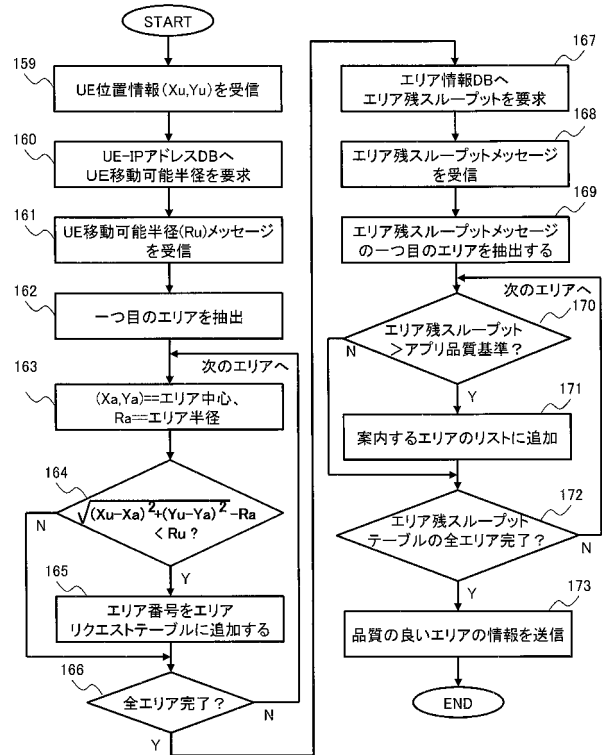 START
159
UE位置情報(Xu,Yu)を受信
160
UE-IPアドレスDBへ
UE移動可能半径を要求
161
UE移動可能半径(Ru)メッセージ
を受信
162
一つ目のエリアを抽出
次のエリアへ
163
(Xa,Ya)==エリア中心、
Ra==エリア半径
164
√(Xu-Xa)²+(Yu-Ya)² -Ra
< Ru ?
N
Y
165
エリア番号をエリア
リクエストテーブルに追加する
166
全エリア完了?
N
Y
167
エリア情報DBへ
エリア残スループットを要求
168
エリア残スループットメッセージ
を受信
169
エリア残スループットメッセージ
の一つ目のエリアを抽出する
次のエリアへ
170
エリア残スループット
>アプリ品質基準?
N
Y
171
案内するエリアのリストに追加
172
エリア残スループット
テーブルの全エリア完了?
N
Y
173
品質の良いエリアの情報を送信
END